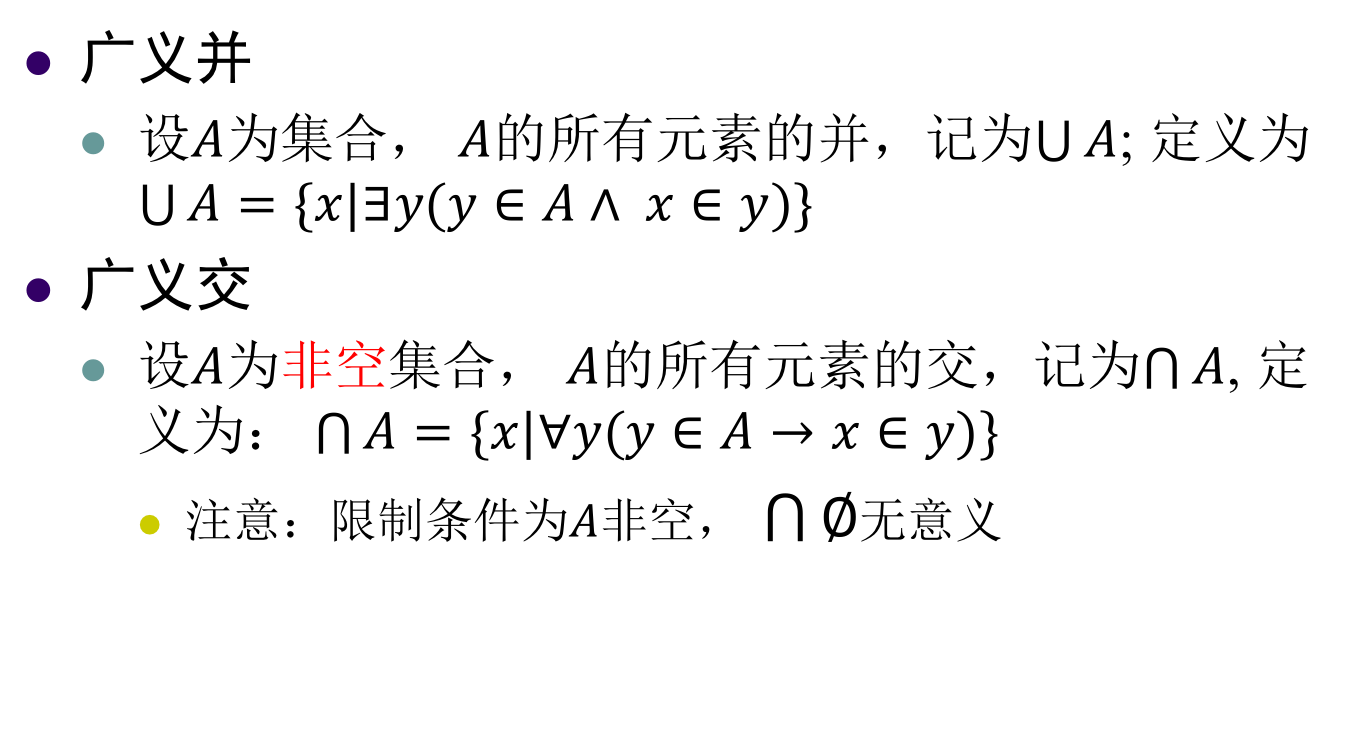 广义并
设A为集合， A的所有元素的并，记为⋃ A; 定义为
⋃ A = {x|∃y(y ∈ A ∧ x ∈ y)}
广义交
设A为非空集合， A的所有元素的交，记为⋂ A, 定
义为： ⋂ A = {x|∀y(y ∈ A → x ∈ y)}
注意：限制条件为A非空， ⋂ ∅无意义